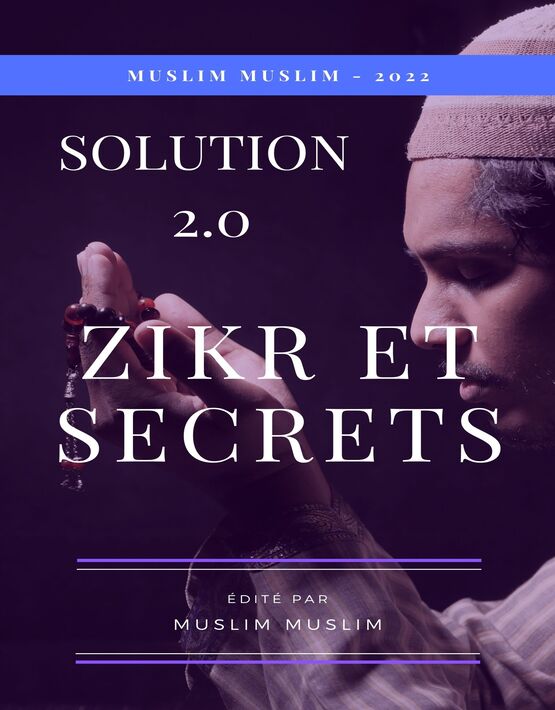 MUSLIM MUSLIM - 2022
SOLUTION
2.0
ZIKR ET
SECRETS
ÉDITÉ PAR
MUSLIM MUSLIM